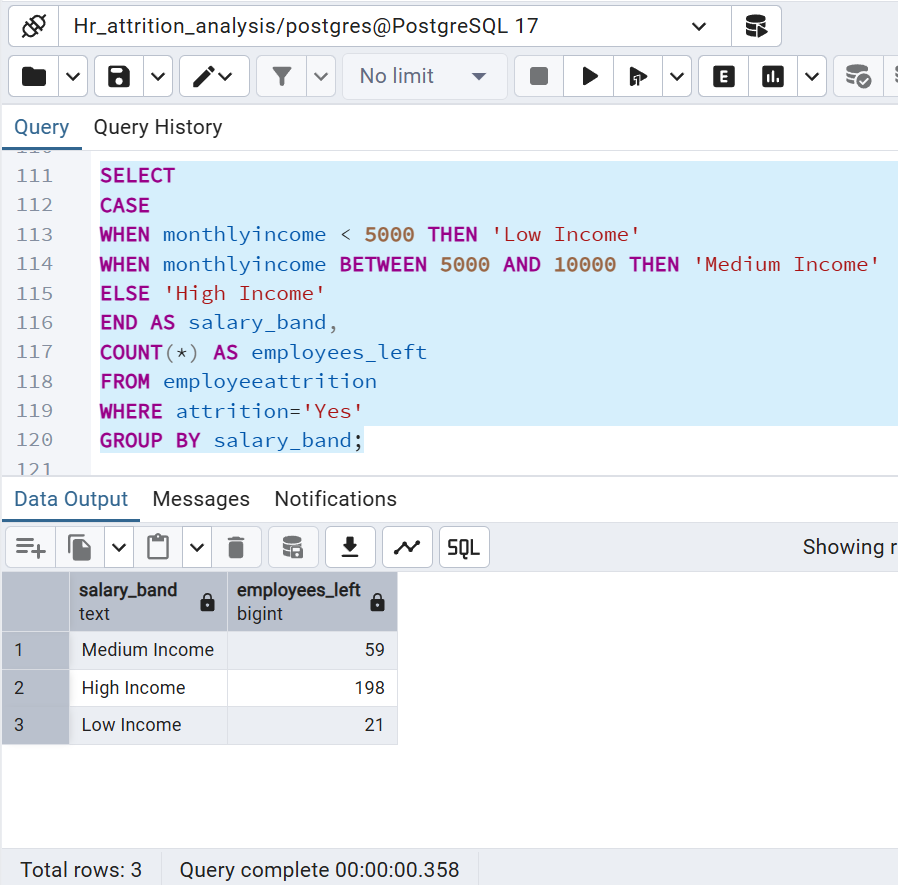 Hr_attrition_analysis/postgres@PostgreSQL 17
No limit
E
Query Query History
111 SELECT
112 CASE
113 WHEN monthlyincome < 5000 THEN 'Low Income'
114 WHEN monthlyincome BETWEEN 5000 AND 10000 THEN 'Medium Income'
115 ELSE 'High Income'
116 END AS salary_band,
117 COUNT(*) AS employees_left
118 FROM employeeattrition
119 WHERE attrition='Yes'
120 GROUP BY salary_band;
121
Data Output Messages Notifications
SQL
Showing r
salary_band employees_left
text bigint
1 Medium Income 59
2 High Income 198
3 Low Income 21
Total rows: 3 Query complete 00:00:00.358